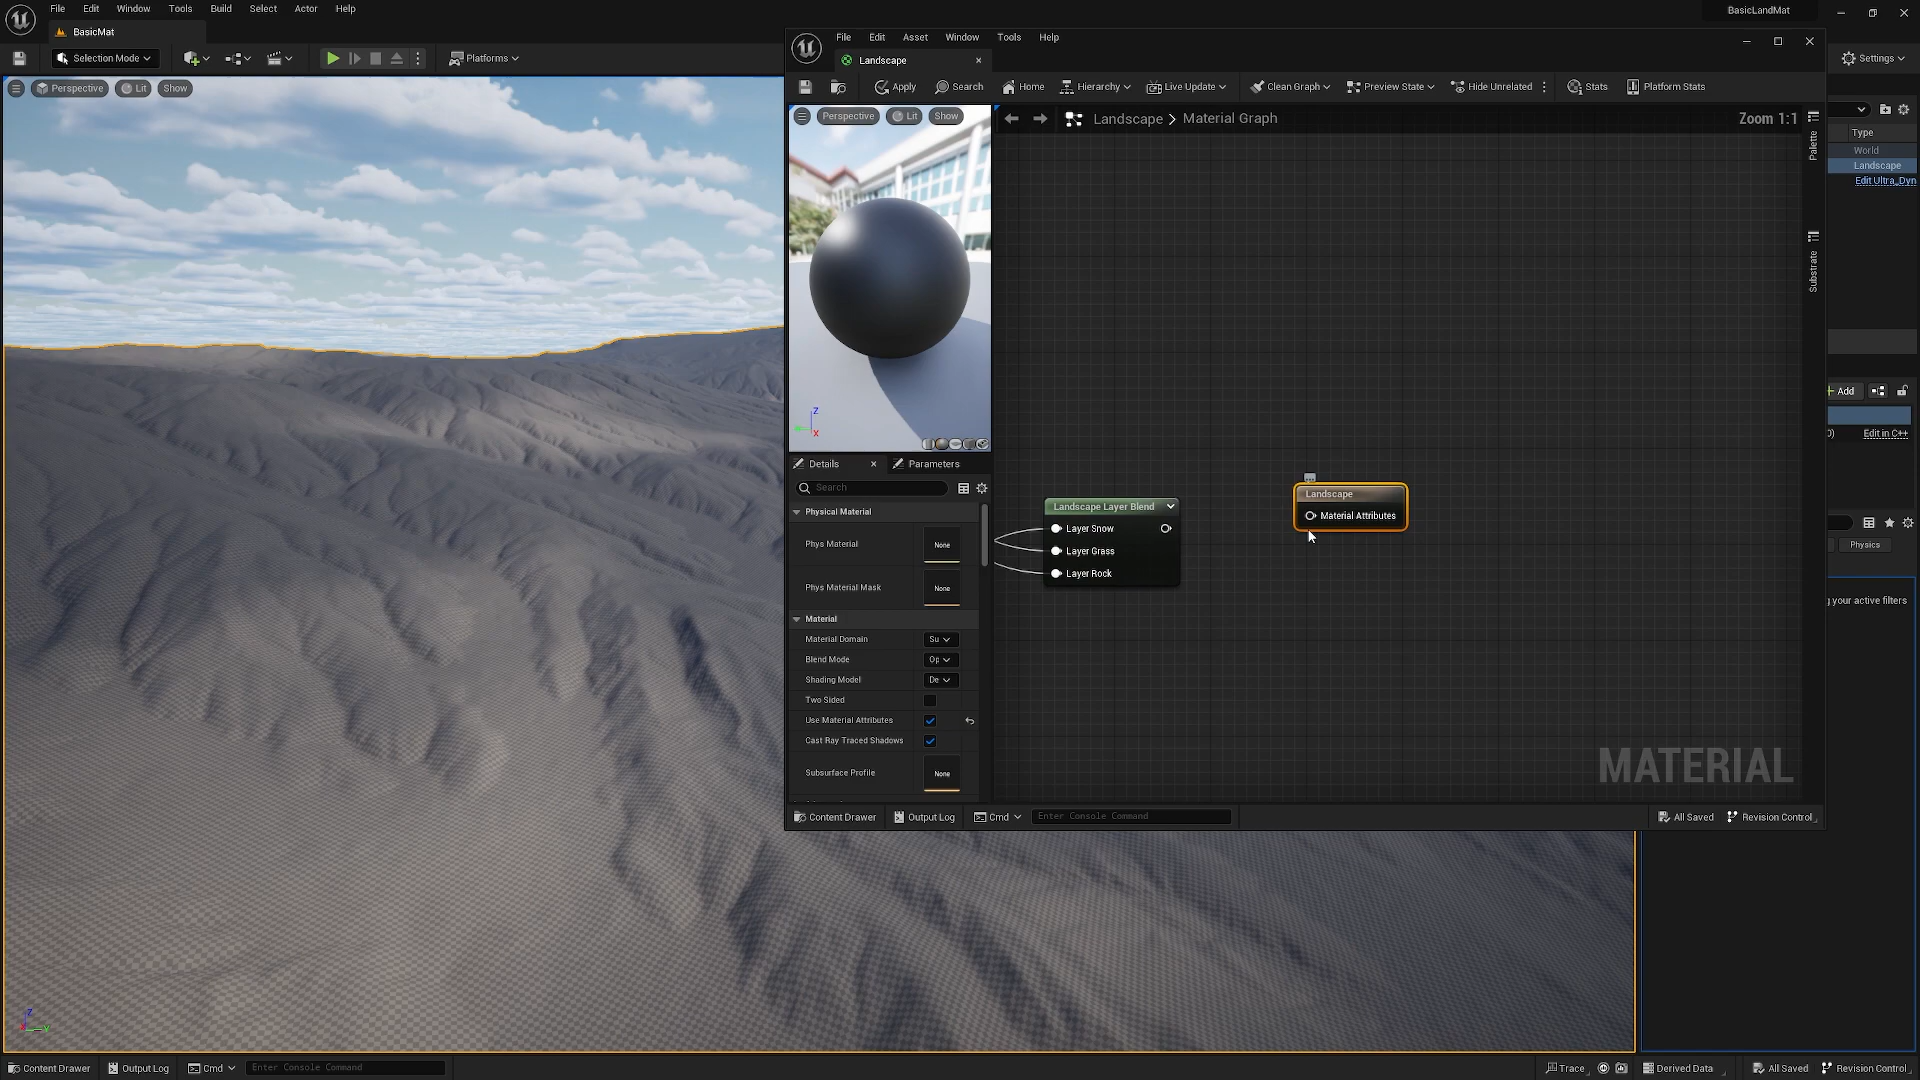 File Edit Window Tools Build Select Actor Help
BasicLandMat
BasicMat
Selection Mode
Platforms
Settings
Perspective
Lit
Show
File Edit Asset Window Tools Help
Landscape
Apply
Search
Home
Hierarchy
Live Update
Clean Graph
Preview State
Hide Unrelated
Stats
Platform Stats
Perspective
Lit
Show
Landscape > Material Graph
Zoom 1:1
Palette
Substrate
Type
World
Landscape
Edit Ultra_Dyn
Add
Edit in C++
Physics
g your active filters
Z
X
Details
Parameters
Search
Physical Material
Phys Material
None
Phys Material Mask
None
Material
Material Domain
Su
Blend Mode
Op
Shading Model
De
Two Sided
Use Material Attributes
Cast Ray Traced Shadows
Subsurface Profile
None
Landscape Layer Blend
Layer Snow
Layer Grass
Layer Rock
Landscape
Material Attributes
MATERIAL
Content Drawer
Output Log
Cmd
Enter Console Command
All Saved
Revision Control
Z
X
Y
Content Drawer
Output Log
Cmd
Enter Console Command
Trace
Derived Data
All Saved
Revision Control